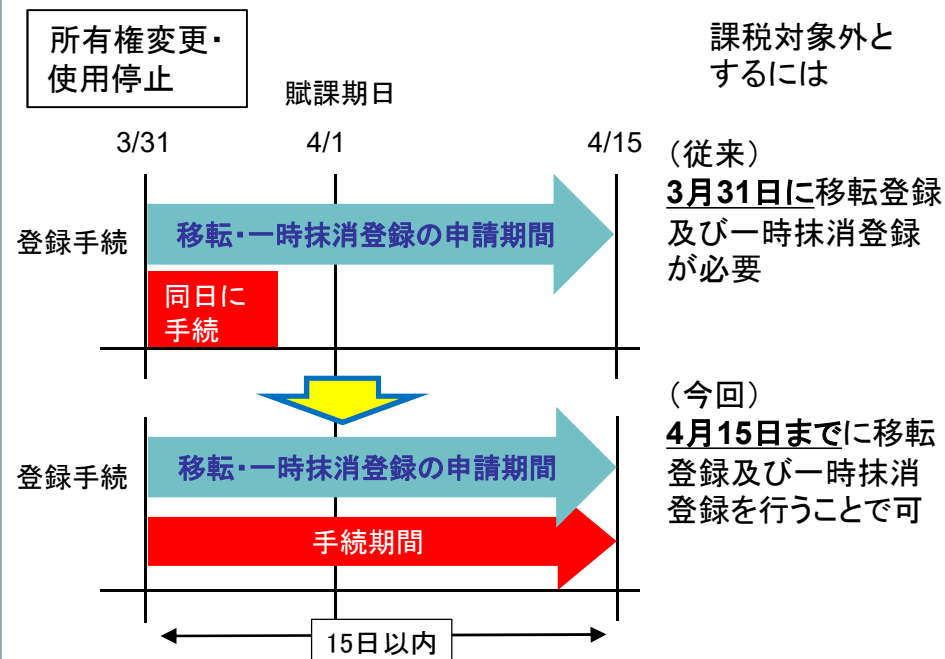 所有権変更・
使用停止
課税対象外と
するには
賦課期日
3/31
4/1
4/15
(従来)
3月31日に移転登録
及び一時抹消登録
が必要
登録手続
移転・一時抹消登録の申請期間
同日に
手続
(今回)
4月15日までに移転
登録及び一時抹消
登録を行うことで可
登録手続
移転・一時抹消登録の申請期間
手続期間
15日以内